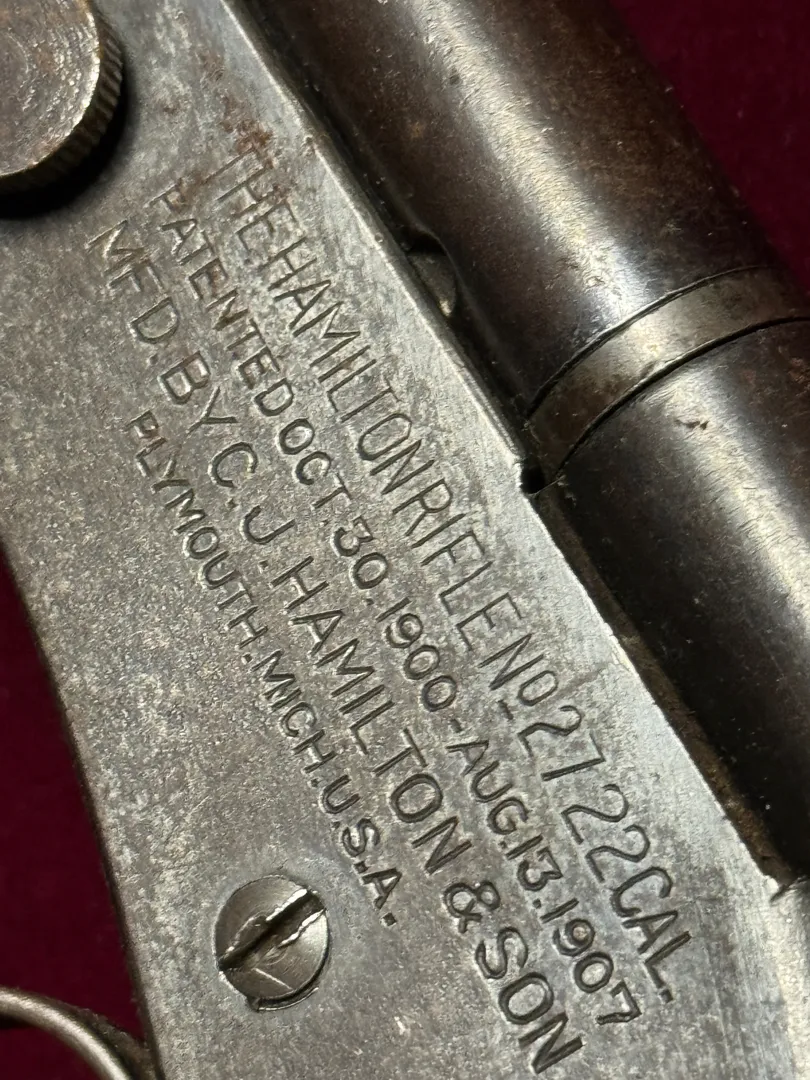 THE HAMILTON RIFLE No 27 22 CAL.
PATENTED OCT. 30. 1900-AUG. 13. 1907
MF'D. BY C. J. HAMILTON & SON
PLYMOUTH. MICH. U.S.A.